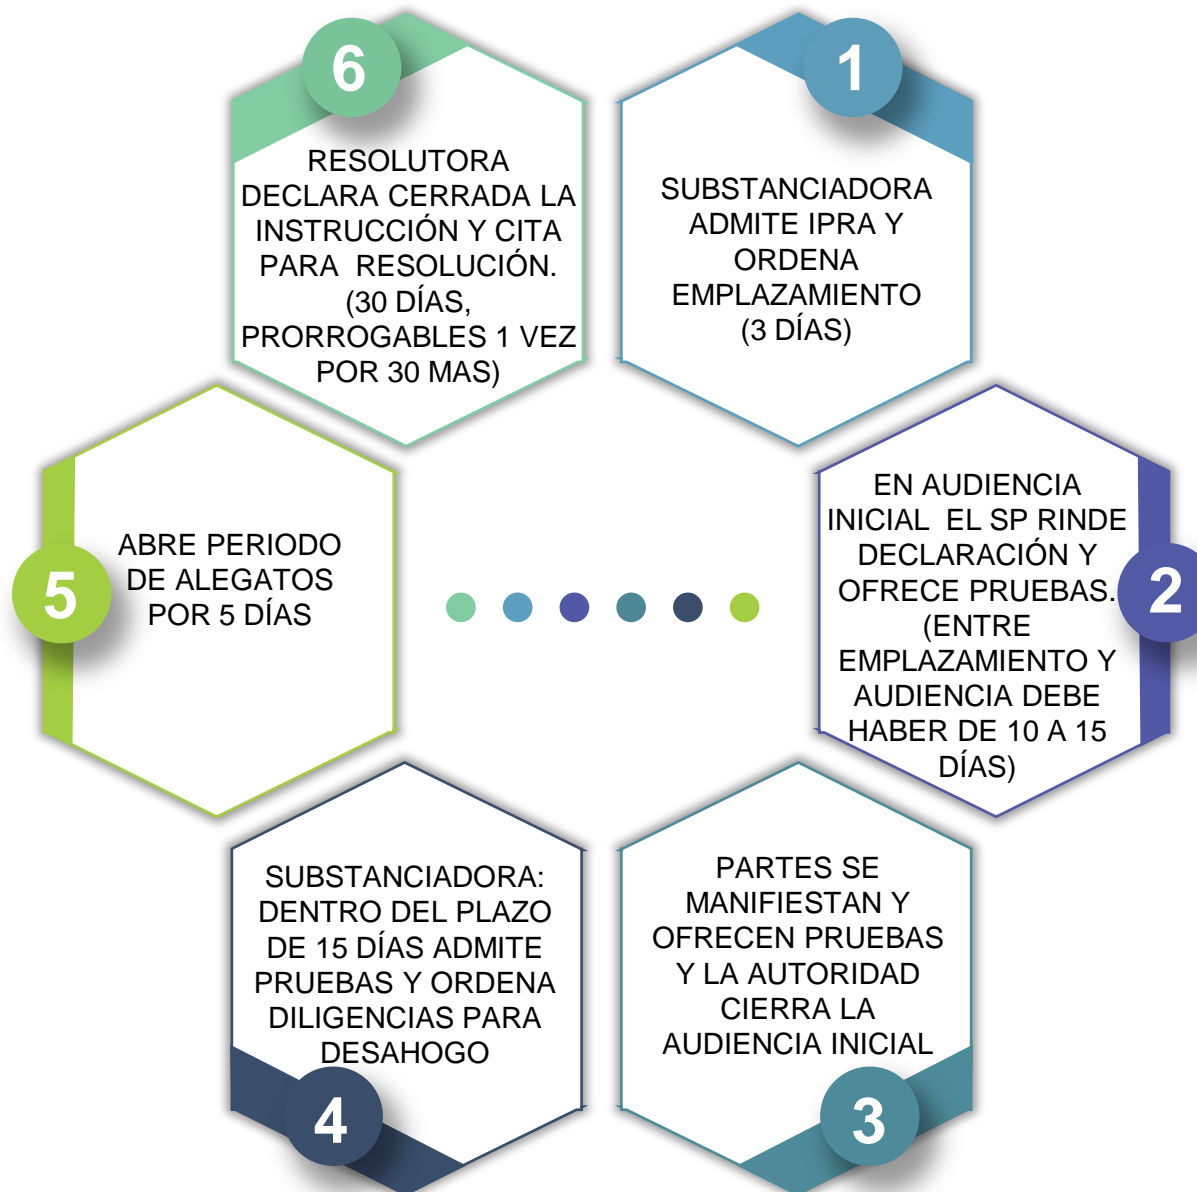 1
SUBSTANCIADORA
ADMITE IPRA Y
ORDENA
EMPLAZAMIENTO
(3 DÍAS)
2
EN AUDIENCIA
INICIAL EL SP RINDE
DECLARACIÓN Y
OFRECE PRUEBAS.
(ENTRE
EMPLAZAMIENTO Y
AUDIENCIA DEBE
HABER DE 10 A 15
DÍAS)
3
PARTES SE
MANIFIESTAN Y
OFRECEN PRUEBAS
Y LA AUTORIDAD
CIERRA LA
AUDIENCIA INICIAL
4
SUBSTANCIADORA:
DENTRO DEL PLAZO
DE 15 DÍAS ADMITE
PRUEBAS Y ORDENA
DILIGENCIAS PARA
DESAHOGO
5
ABRE PERIODO
DE ALEGATOS
POR 5 DÍAS
6
RESOLUTORA
DECLARA CERRADA LA
INSTRUCCIÓN Y CITA
PARA RESOLUCIÓN.
(30 DÍAS,
PRORROGABLES 1 VEZ
POR 30 MAS)